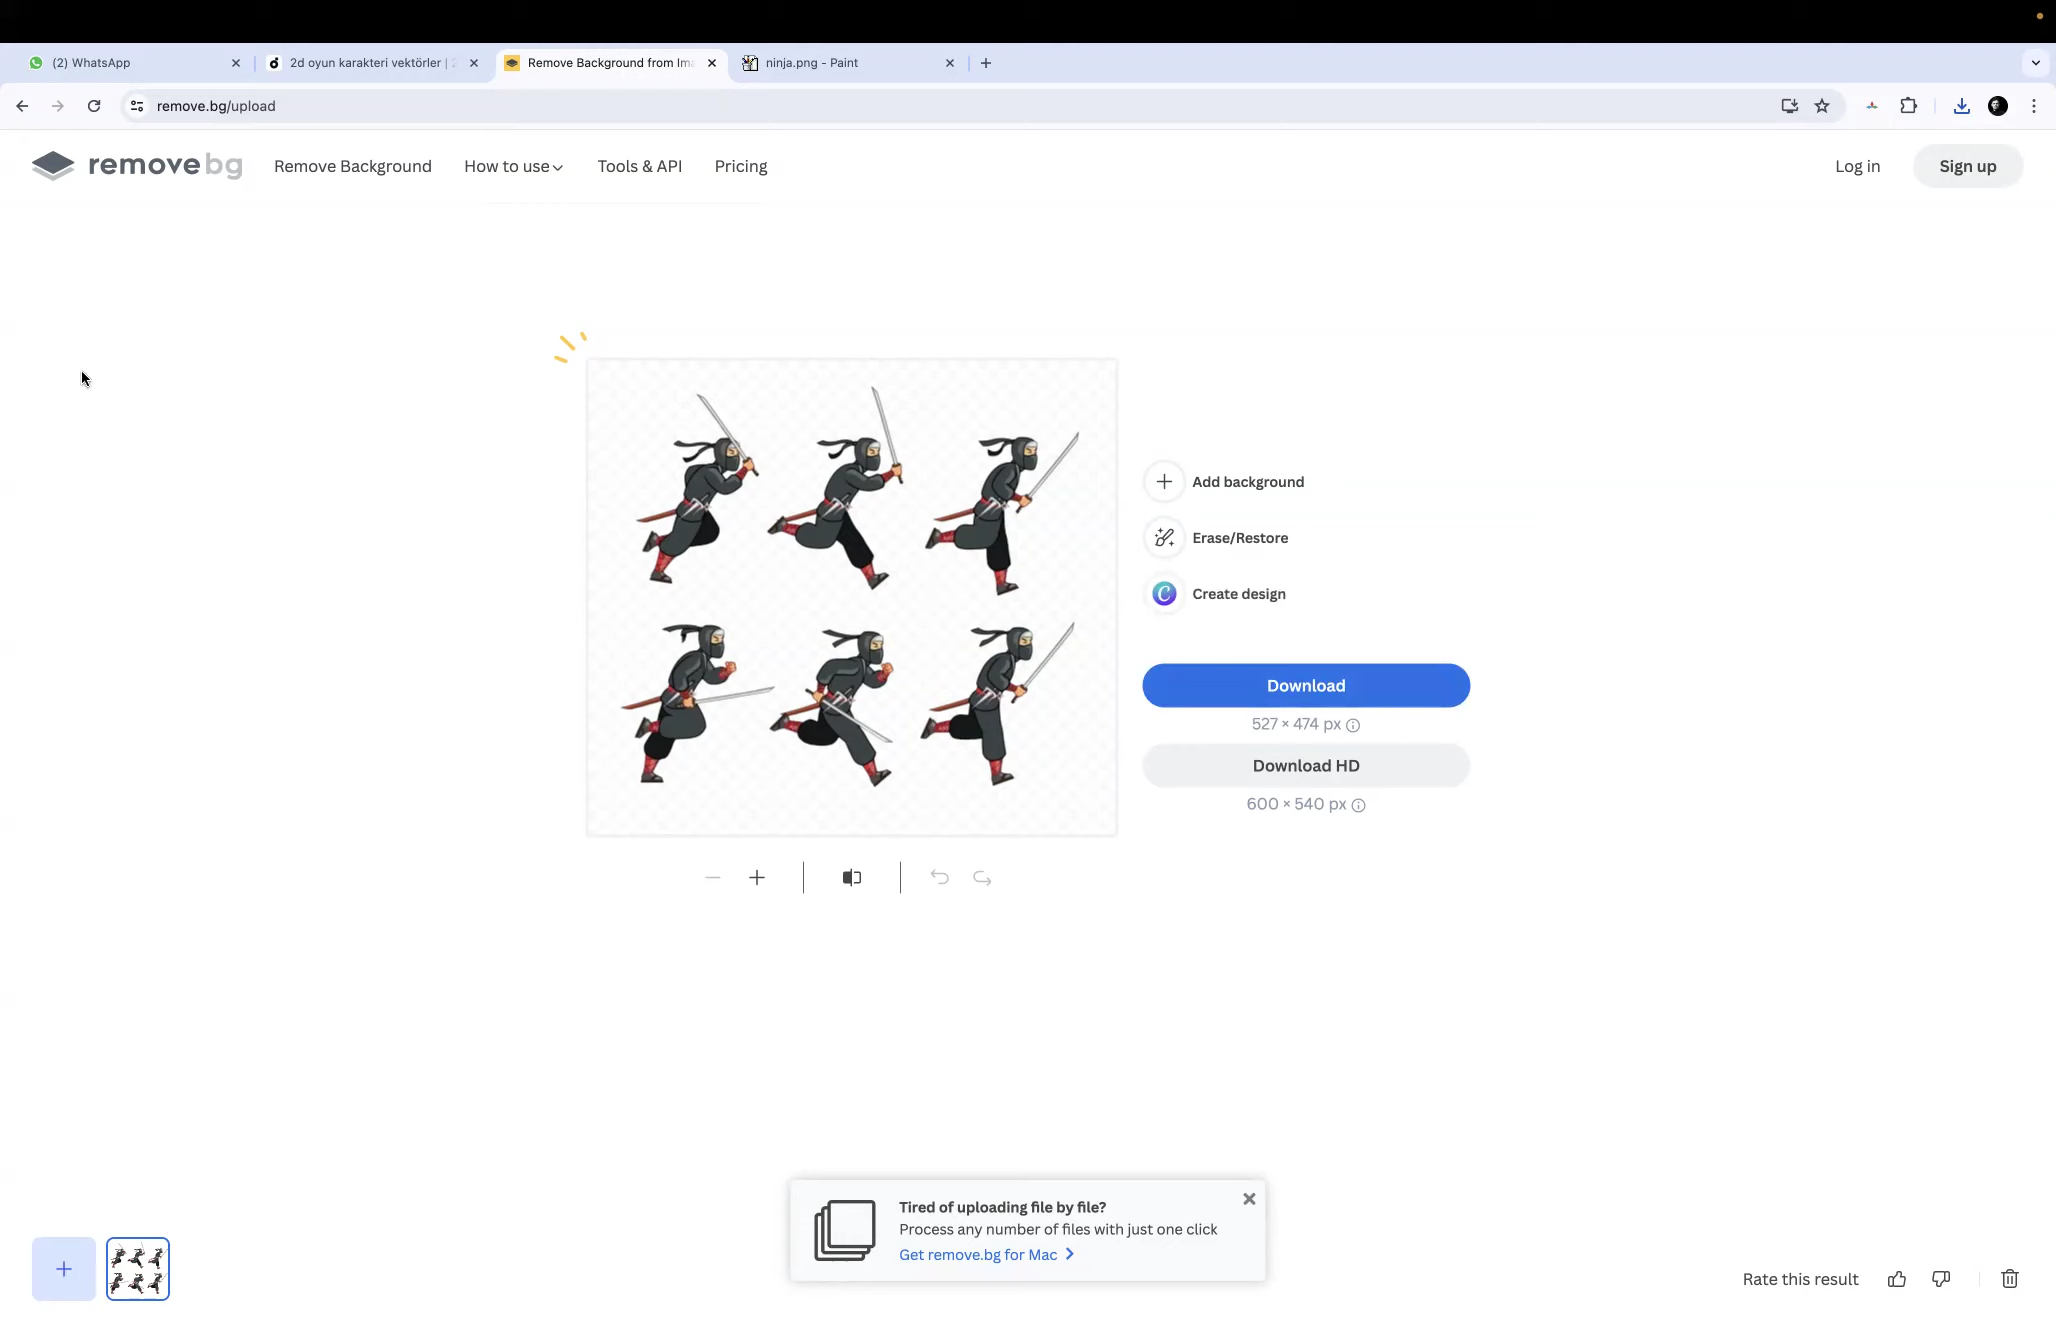 (2) WhatsApp
2d oyun karakteri vektörler |
Remove Background from Ima
ninja.png - Paint
remove.bg/upload
removebg
Remove Background
How to use
Tools & API
Pricing
Log in
Sign up
Add background
Erase/Restore
Create design
Download
527 × 474 px
Download HD
600 × 540 px
Tired of uploading file by file?
Process any number of files with just one click
Get remove.bg for Mac
Rate this result